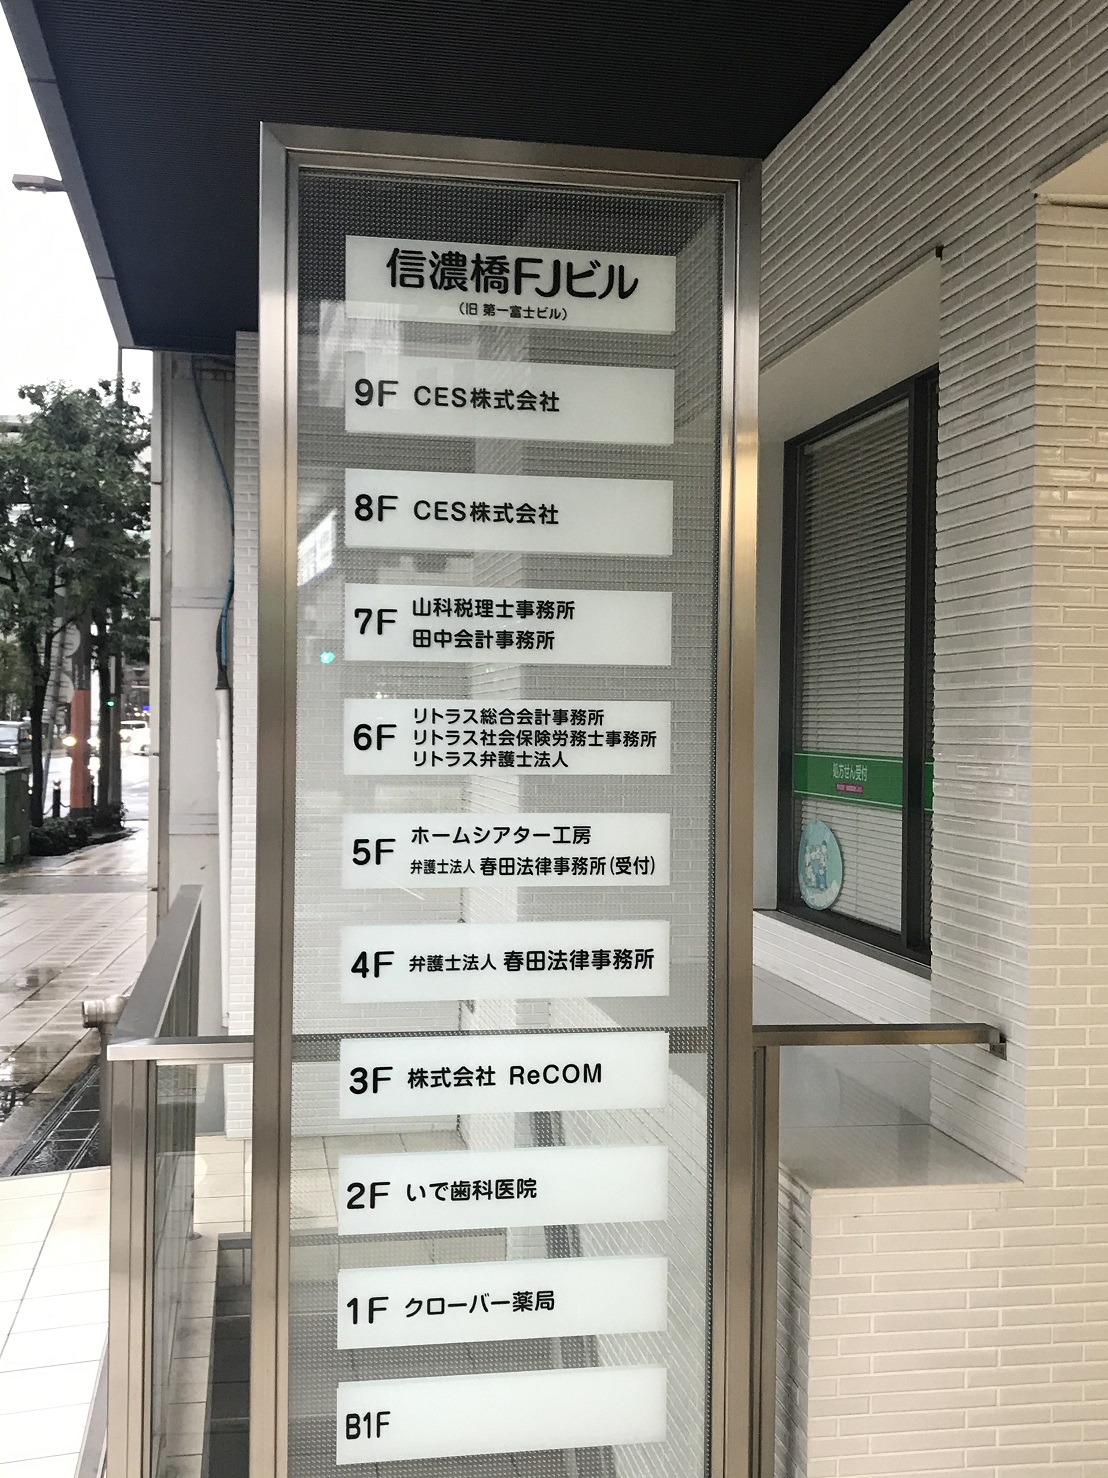 信濃橋FJビル
（旧 第一富士ビル）
9F CES株式会社
8F CES株式会社
7F 山科税理士事務所
田中会計事務所
6F リトラス総合会計事務所
リトラス社会保険労務士事務所
リトラス弁護士法人
5F ホームシアター工房
弁護士法人 春田法律事務所(受付)
4F 弁護士法人 春田法律事務所
3F 株式会社 ReCOM
2F いで歯科医院
1F クローバー薬局
B1F
処方せん受付